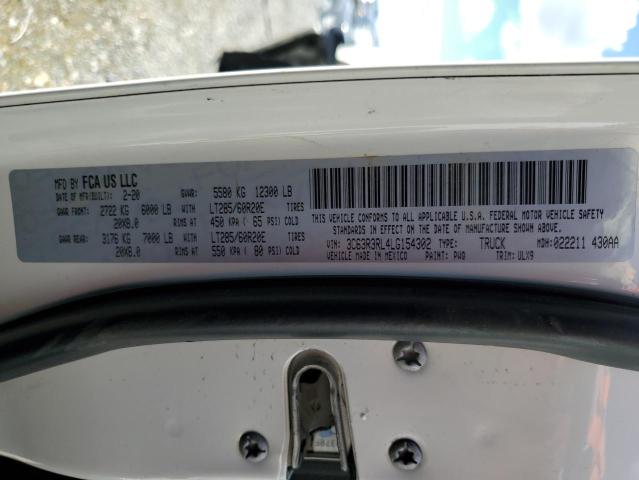 MFD BY FCA US LLC
DATE OF MFR(BUILT): 2-20 GVWR: 5580 KG 12300 LB
GAWR FRONT: 2722 KG 6000 LB WITH LT285/60R20E TIRES
20X8.0 RIMS AT 450 KPA ( 65 PSI) COLD
GAWR REAR: 3176 KG 7000 LB WITH LT285/60R20E TIRES
20X8.0 RIMS AT 550 KPA ( 80 PSI) COLD
THIS VEHICLE CONFORMS TO ALL APPLICABLE U.S.A. FEDERAL MOTOR VEHICLE SAFETY
STANDARDS IN EFFECT ON THE DATE OF MANUFACTURE SHOWN ABOVE.
VIN: 3C63R3RL4LG154302 TYPE: TRUCK MDH:022211 430AA
VEHICLE MADE IN MEXICO PAINT: PW0 TRIM: ULX9